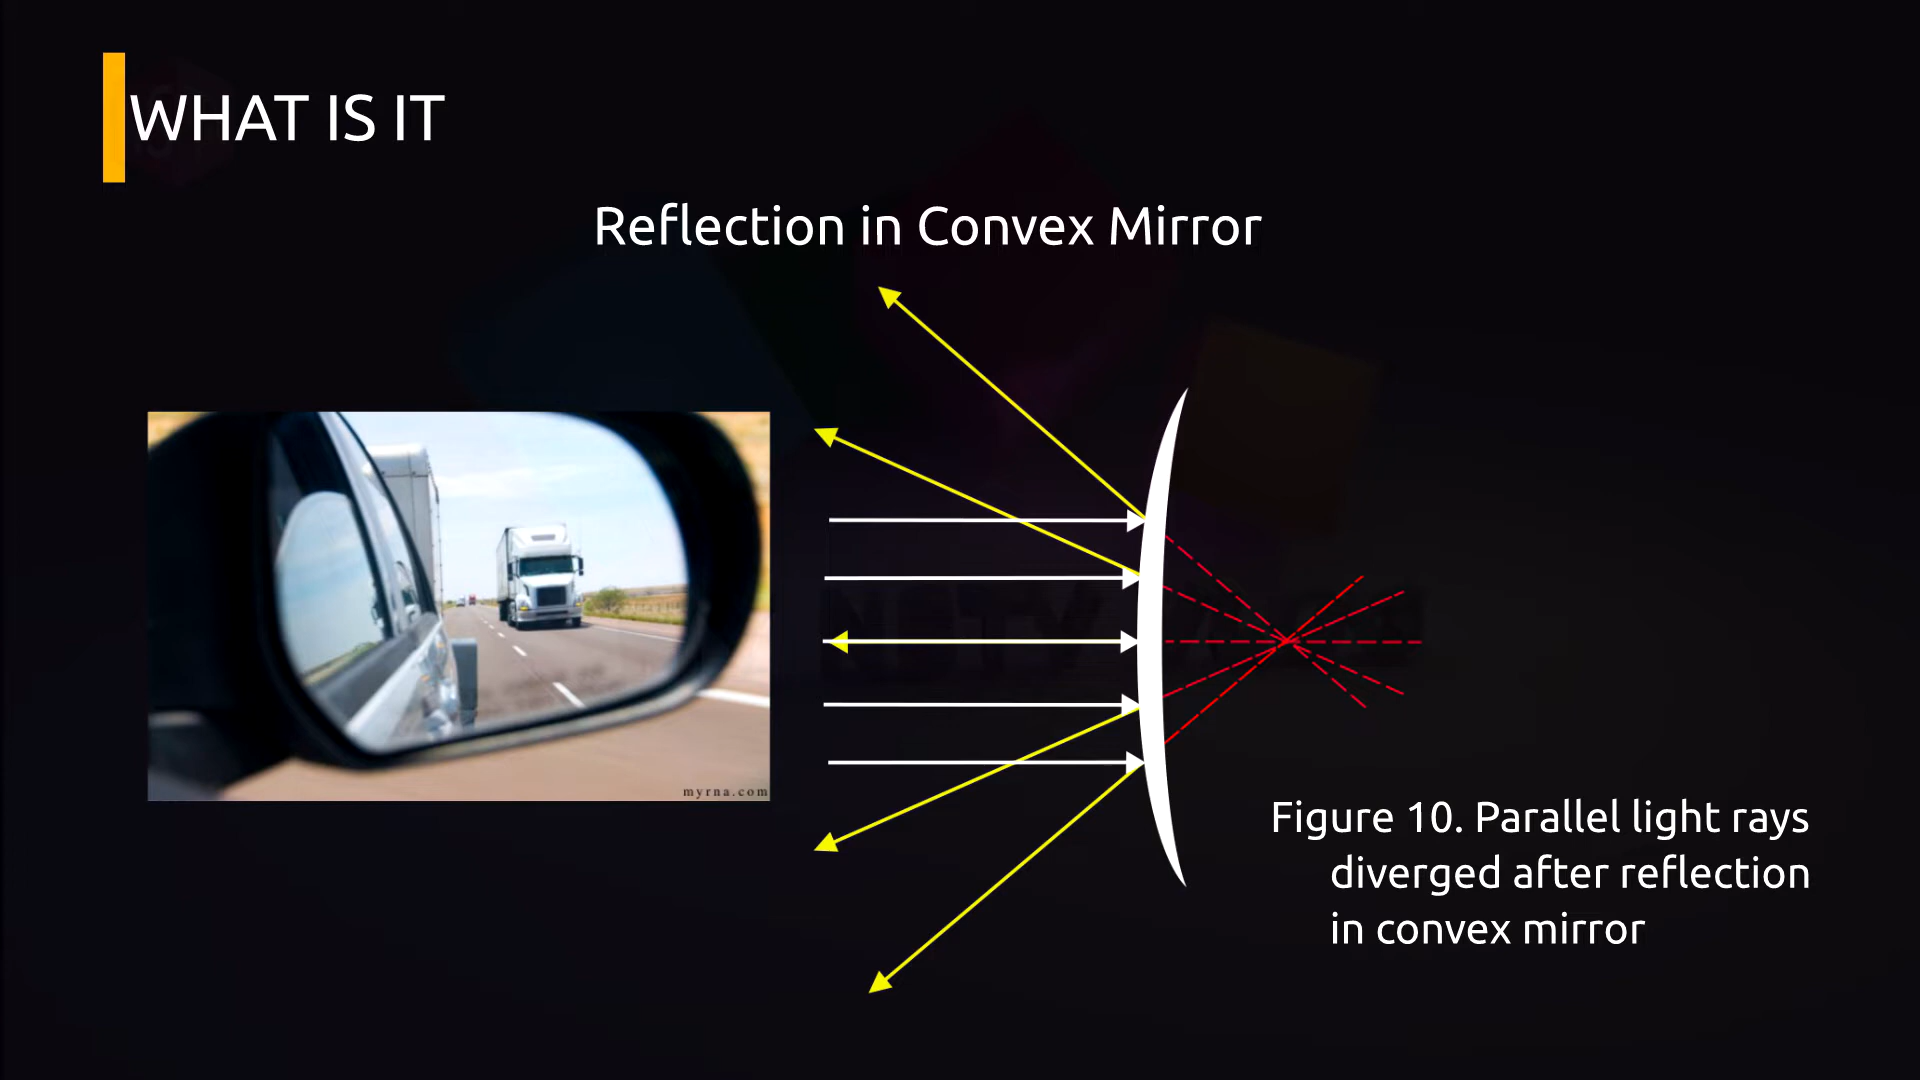 WHAT IS IT
Reflection in Convex Mirror
myrna.com
Figure 10. Parallel light rays
diverged after reflection
in convex mirror